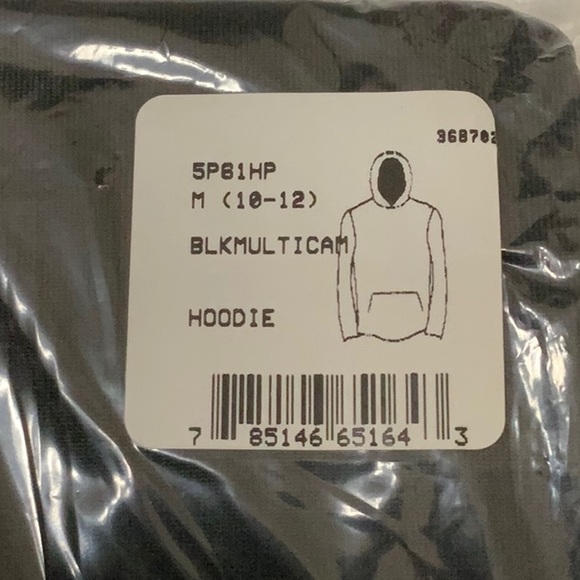 368702
5P61HP
M (10-12)
BLKMULTICAM
HOODIE
7 85146 65164 3